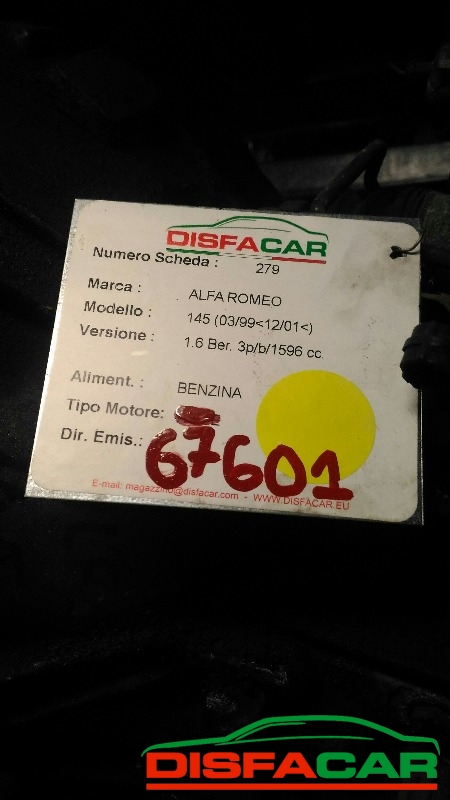 DISFACAR
Numero Scheda : 279
Marca : ALFA ROMEO
Modello : 145 (03/99<12/01<)
Versione : 1.6 Ber. 3p/b/1596 cc.
Aliment. : BENZINA
Tipo Motore:
Dir. Emis.:
67601
E-mail: magazzino@disfacar.com - WWW.DISFACAR.EU
DISFACAR